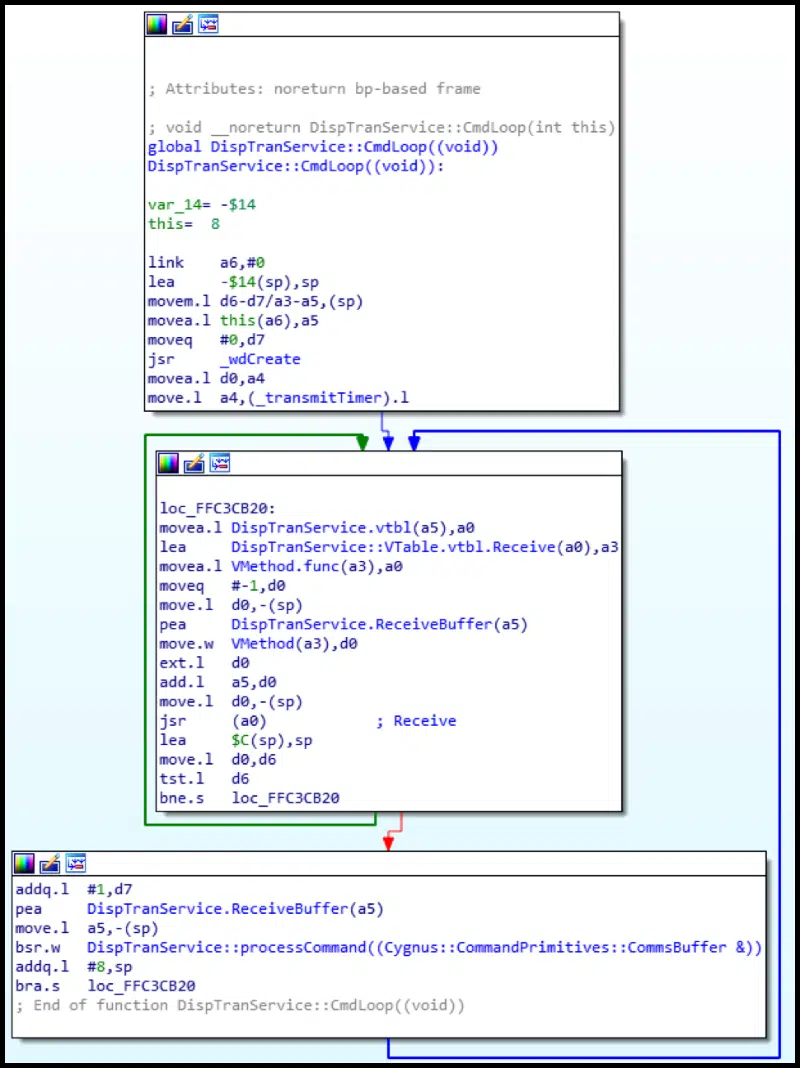 ; Attributes: noreturn bp-based frame
; void __noreturn DispTranService::CmdLoop(int this)
global DispTranService::CmdLoop((void))
DispTranService::CmdLoop((void)):
var_14= -$14
this= 8
link a6,#0
lea -$14(sp),sp
movem.l d6-d7/a3-a5,(sp)
movea.l this(a6),a5
moveq #0,d7
jsr _wdCreate
movea.l d0,a4
move.l a4,(_transmitTimer).l
loc_FFC3CB20:
movea.l DispTranService.vtbl(a5),a0
lea DispTranService::VTable.vtbl.Receive(a0),a3
movea.l VMethod.func(a3),a0
moveq #-1,d0
move.l d0,-(sp)
pea DispTranService.ReceiveBuffer(a5)
move.w VMethod(a3),d0
ext.l d0
add.l a5,d0
move.l d0,-(sp)
jsr (a0) ; Receive
lea $C(sp),sp
move.l d0,d6
tst.l d6
bne.s loc_FFC3CB20
addq.l #1,d7
pea DispTranService.ReceiveBuffer(a5)
move.l a5,-(sp)
bsr.w DispTranService::processCommand((Cygnus::CommandPrimitives::CommsBuffer &))
addq.l #8,sp
bra.s loc_FFC3CB20
; End of function DispTranService::CmdLoop((void))